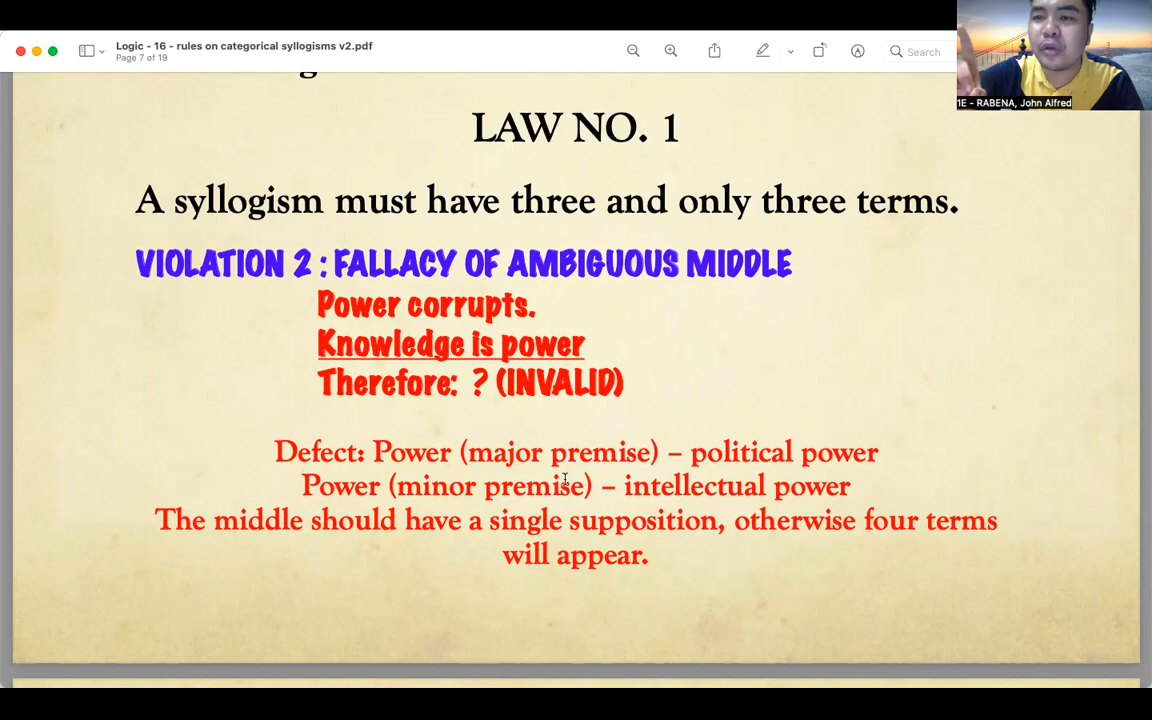 Logic - 16 - rules on categorical syllogisms v2.pdf
Page 7 of 19
Search
1E - RABENA, John Alfred
LAW NO. 1
A syllogism must have three and only three terms.
VIOLATION 2 : FALLACY OF AMBIGUOUS MIDDLE
Power corrupts.
Knowledge is power
Therefore: ? (INVALID)
Defect: Power (major premise) – political power
Power (minor premise) – intellectual power
The middle should have a single supposition, otherwise four terms
will appear.